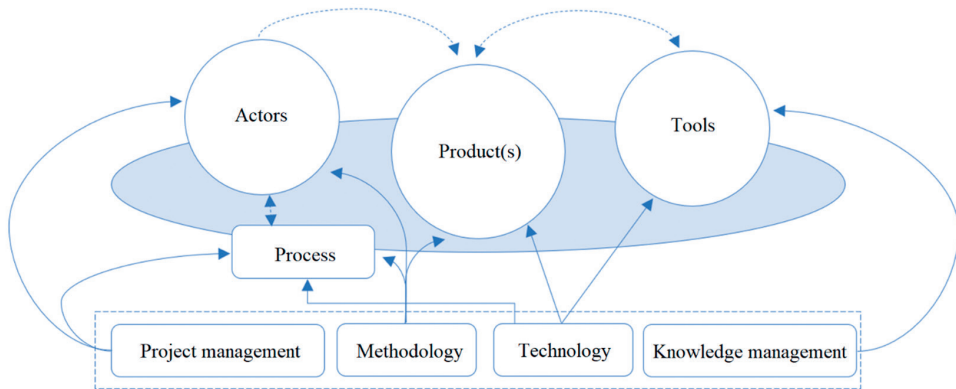 Actors
Product(s)
Tools
Process
Project management
Methodology
Technology
Knowledge management